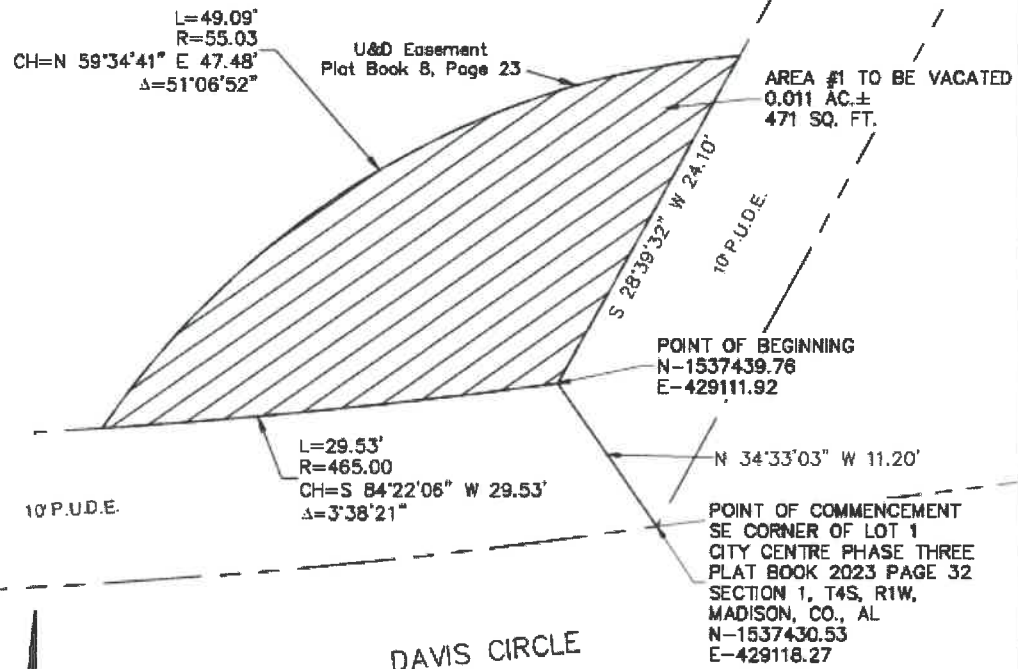 L=49.09'
R=55.03
CH=N 59°34'41" E 47.48'
Δ=51°06'52"
U&D Easement
Plat Book 8, Page 23
AREA #1 TO BE VACATED
0.011 AC.±
471 SQ. FT.
S 28°39'32" W 24.10'
10' P.U.D.E.
POINT OF BEGINNING
N-1537439.76
E-429111.92
L=29.53'
R=465.00
CH=S 84°22'06" W 29.53'
Δ=3°38'21"
N 34°33'03" W 11.20'
10' P.U.D.E.
POINT OF COMMENCEMENT
SE CORNER OF LOT 1
CITY CENTRE PHASE THREE
PLAT BOOK 2023 PAGE 32
SECTION 1, T4S, R1W,
MADISON, CO., AL
N-1537430.53
E-429118.27
DAVIS CIRCLE